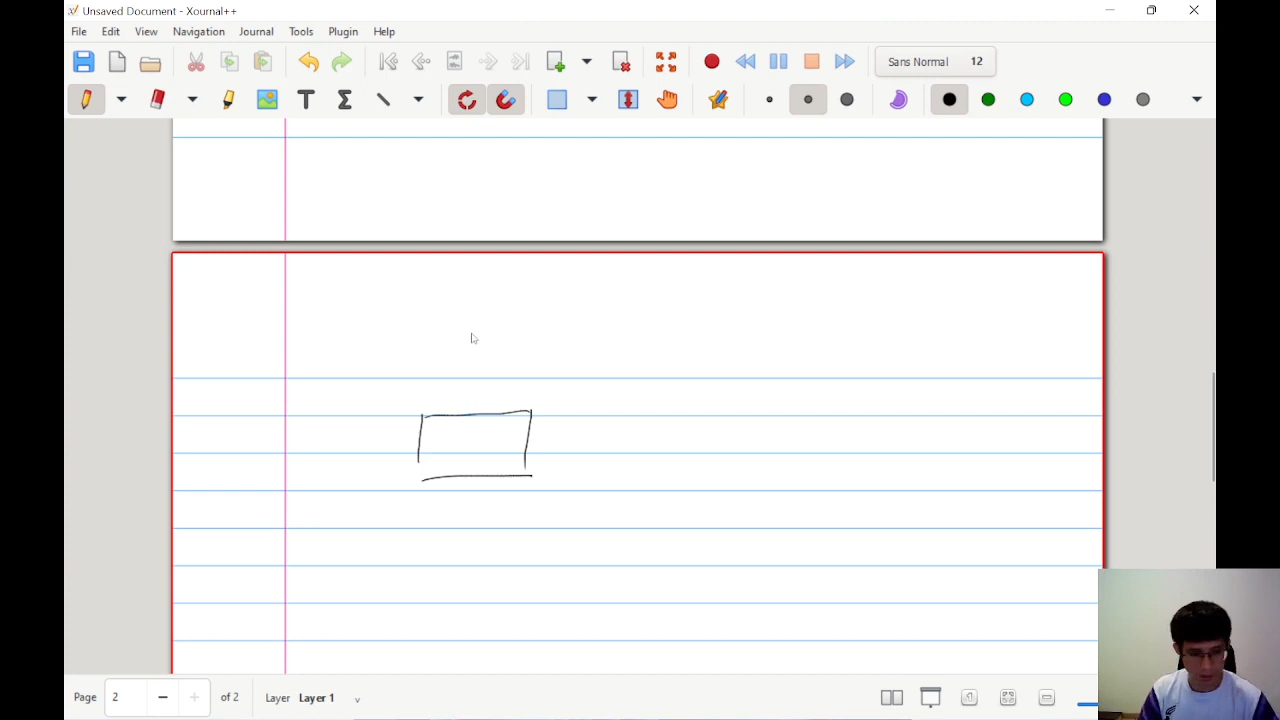 Unsaved Document - Xournal++
File Edit View Navigation Journal Tools Plugin Help
Sans Normal 12
T Σ
Page 2 of 2 Layer Layer 1